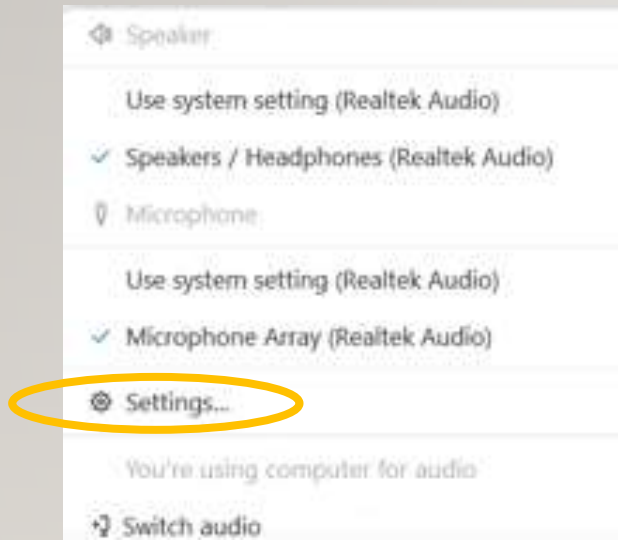 Speaker
Use system setting (Realtek Audio)
Speakers / Headphones (Realtek Audio)
Microphone
Use system setting (Realtek Audio)
Microphone Array (Realtek Audio)
Settings...
You're using computer for audio
Switch audio